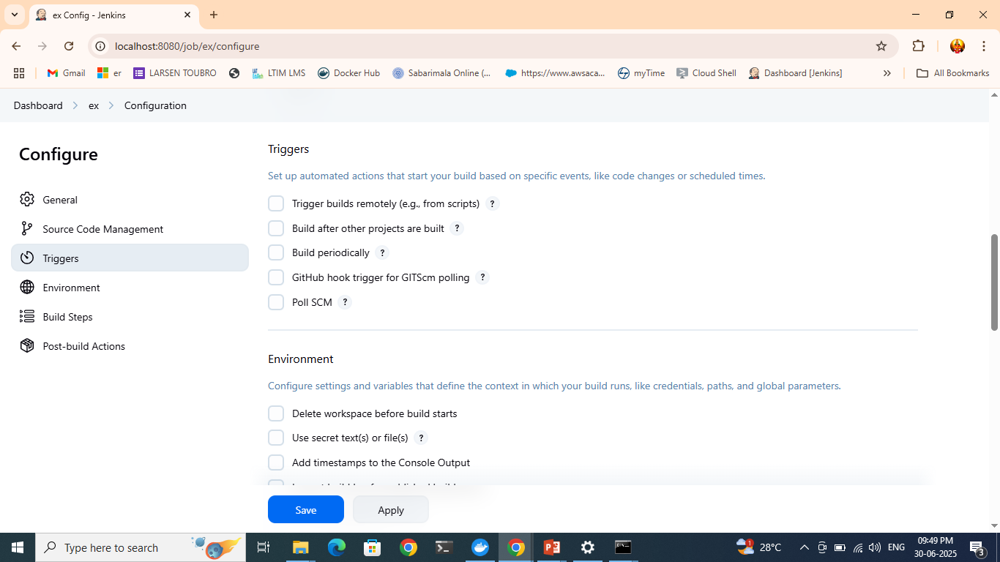 ex Config - Jenkins
localhost:8080/job/ex/configure
Gmail
er
LARSEN TOUBRO
LTIM LMS
Docker Hub
Sabarimala Online (...
https://www.awsaca...
myTime
Cloud Shell
Dashboard [Jenkins]
All Bookmarks
Dashboard
ex
Configuration
Configure
General
Source Code Management
Triggers
Environment
Build Steps
Post-build Actions
Triggers
Set up automated actions that start your build based on specific events, like code changes or scheduled times.
Trigger builds remotely (e.g., from scripts) ?
Build after other projects are built ?
Build periodically ?
GitHub hook trigger for GITScm polling ?
Poll SCM ?
Environment
Configure settings and variables that define the context in which your build runs, like credentials, paths, and global parameters.
Delete workspace before build starts
Use secret text(s) or file(s) ?
Add timestamps to the Console Output
Save
Apply
Type here to search
1
28°C
ENG
09:49 PM
30-06-2025
3